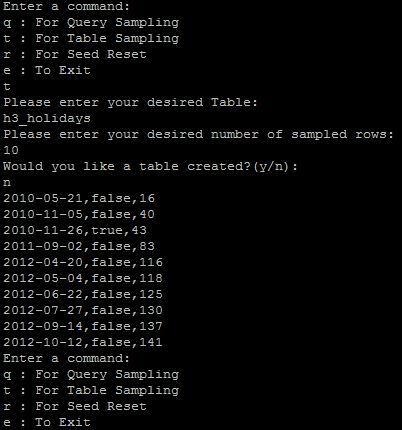 Enter a command:
q : For Query Sampling
t : For Table Sampling
r : For Seed Reset
e : To Exit
t
Please enter your desired Table:
h3_holidays
Please enter your desired number of sampled rows:
10
Would you like a table created?(y/n):
n
2010-05-21,false,16
2010-11-05,false,40
2010-11-26,true,43
2011-09-02,false,83
2012-04-20,false,116
2012-05-04,false,118
2012-06-22,false,125
2012-07-27,false,130
2012-09-14,false,137
2012-10-12,false,141
Enter a command:
q : For Query Sampling
t : For Table Sampling
r : For Seed Reset
e : To Exit